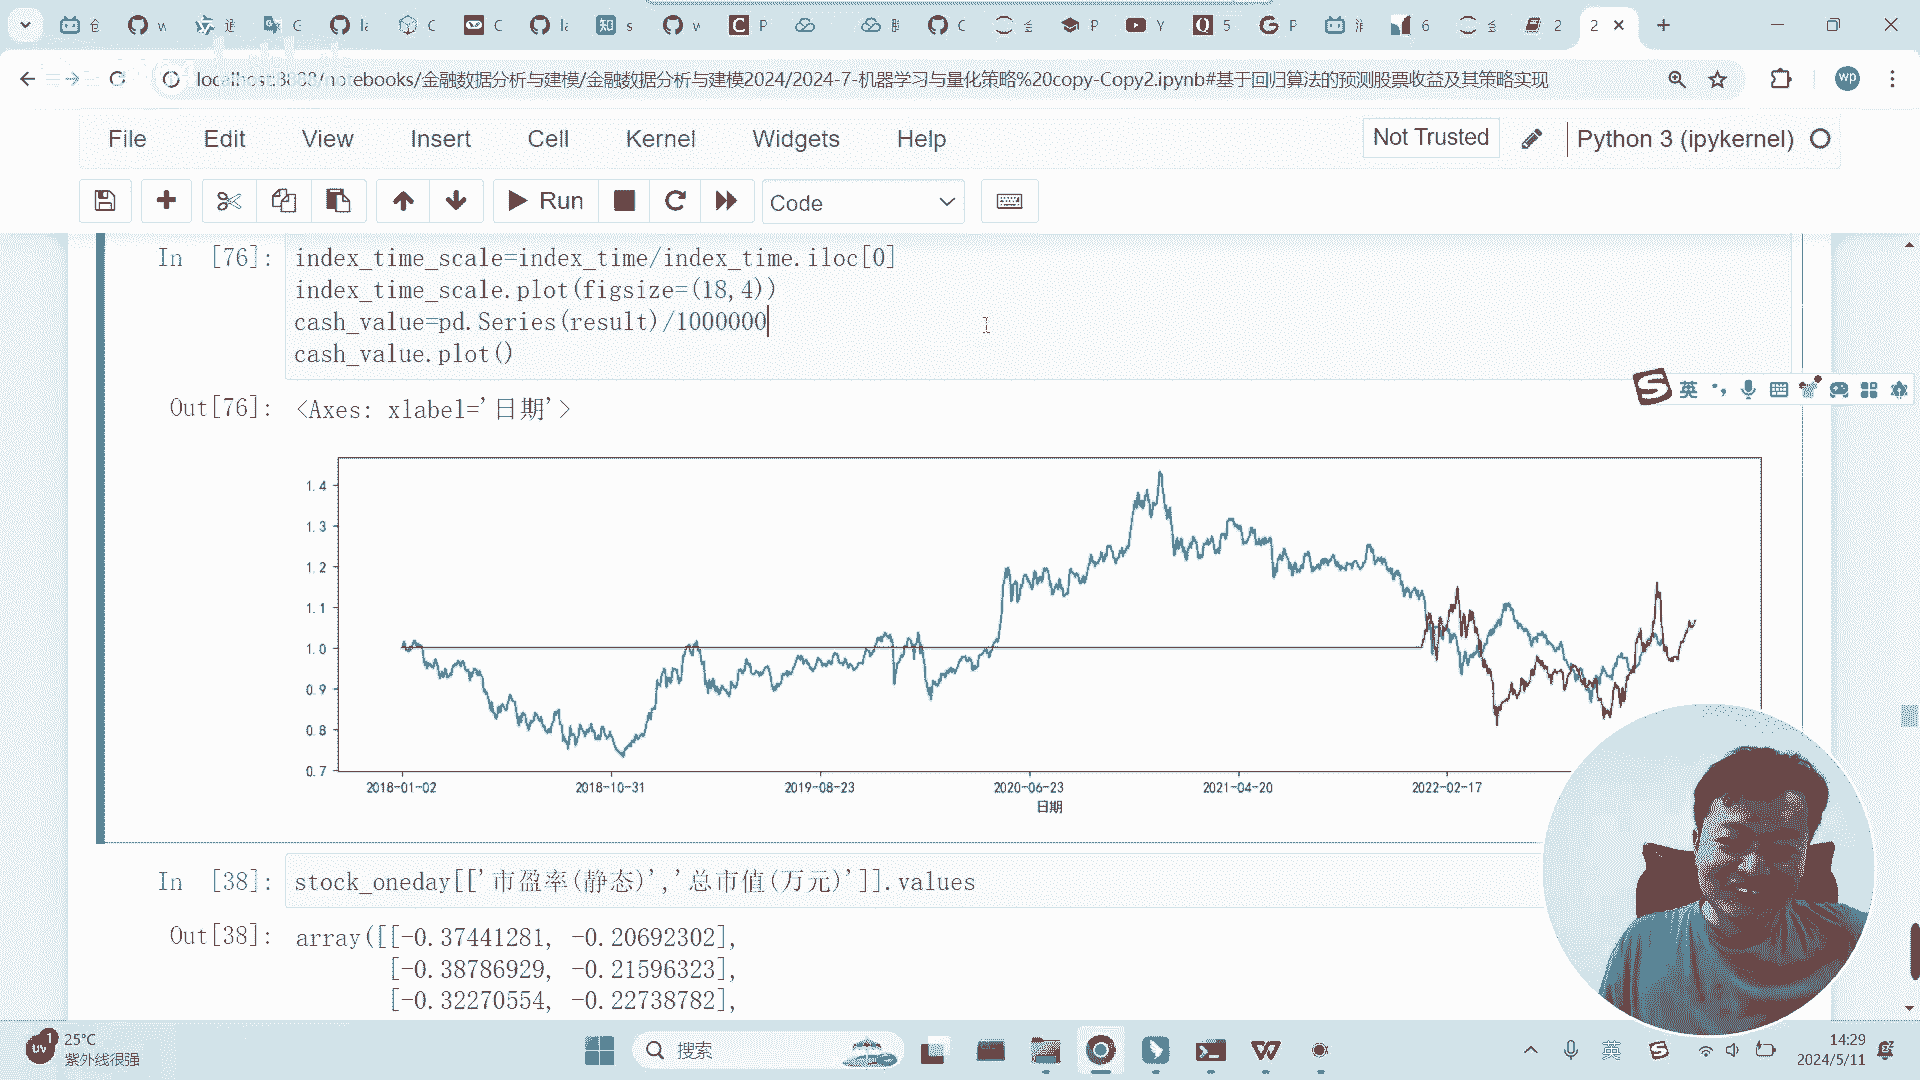 localhost:8888/notebooks/金融数据分析与建模/金融数据分析与建模2024/2024-7-机器学习与量化策略%20copy-Copy2.ipynb#基于回归算法的预测股票收益及其策略实现
wp
File Edit View Insert Cell Kernel Widgets Help
Not Trusted
Python 3 (ipykernel)
Run
Code
In [76]:
index_time_scale=index_time/index_time.iloc[0]
index_time_scale.plot(figsize=(18,4))
cash_value=pd.Series(result)/1000000
cash_value.plot()
英
Out[76]: <Axes: xlabel='日期'>
1.4
1.3
1.2
1.1
1.0
0.9
0.8
0.7
2018-01-02 2018-10-31 2019-08-23 2020-06-23 2021-04-20 2022-02-17
日期
In [38]: stock_oneday[['市盈率(静态)','总市值(万元)']].values
Out[38]: array([[-0.37441281, -0.20692302],
[-0.38786929, -0.21596323],
[-0.32270554, -0.22738782],
25°C
紫外线很强
搜索
英
14:29
2024/5/11